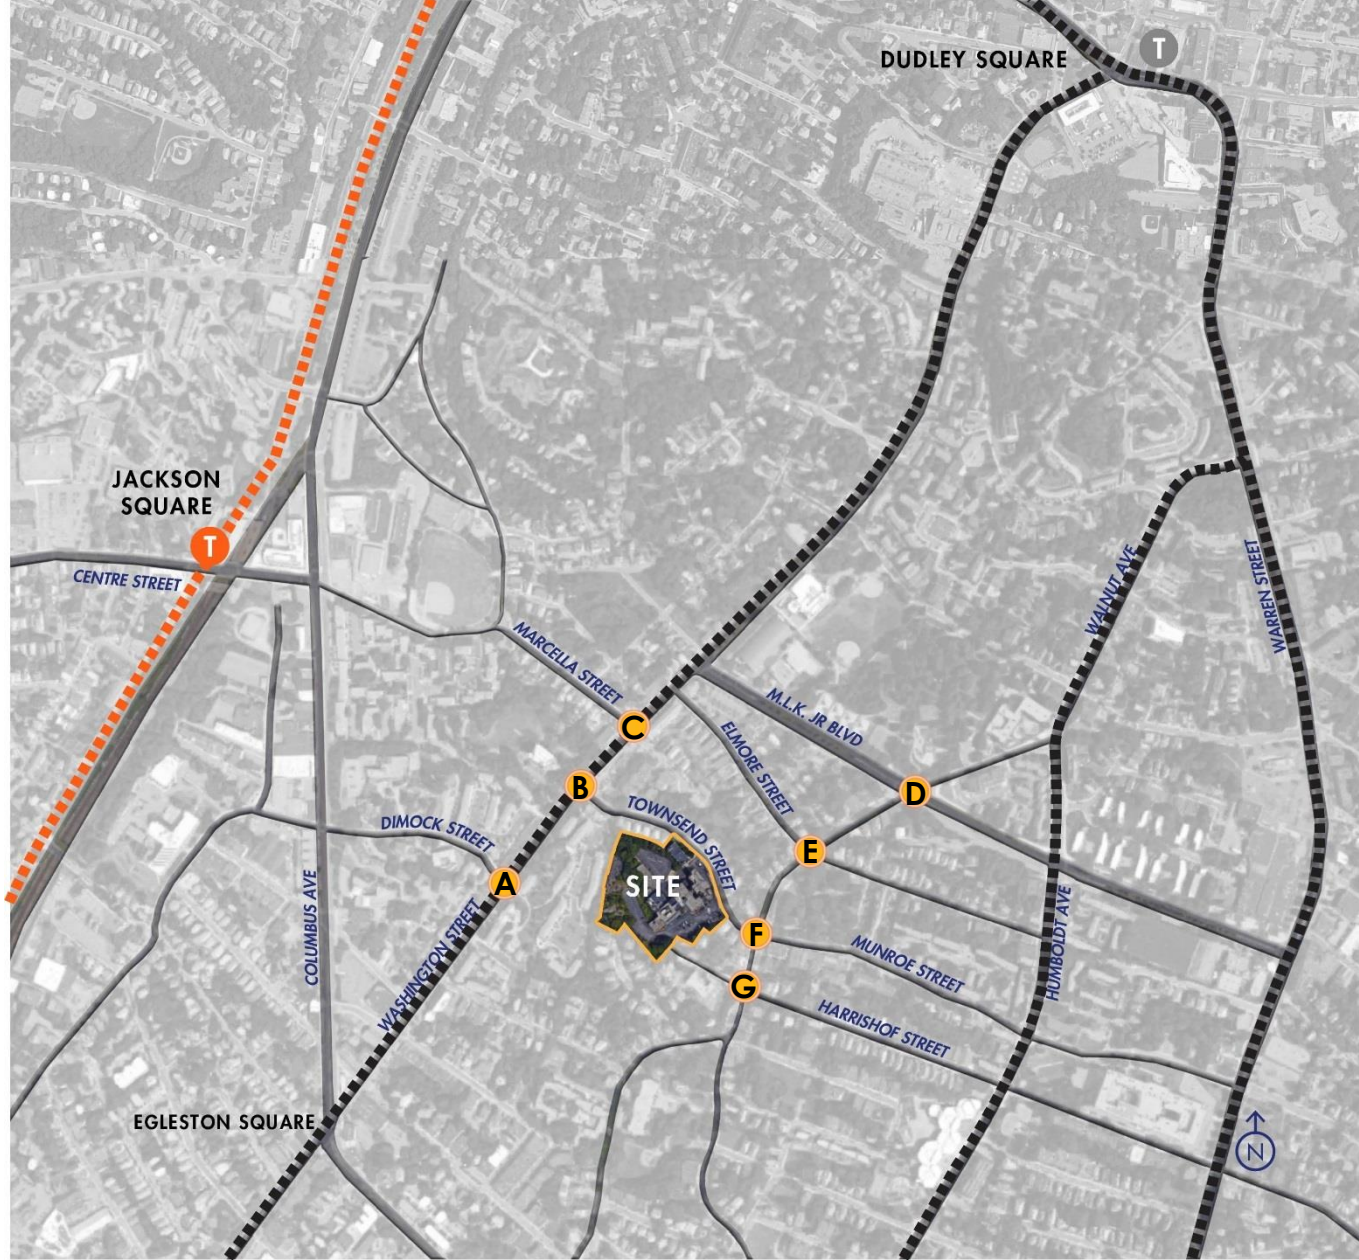 DUDLEY SQUARE
T
JACKSON
SQUARE
T
CENTRE STREET
MARCELLA STREET
WALNUT AVE
WARREN STREET
M.L.K. JR BLVD
ELMORE STREET
C
B
D
TOWNSEND STREET
DIMOCK STREET
E
A
SITE
COLUMBUS AVE
WASHINGTON STREET
HUMBOLDT AVE
F
MUNROE STREET
G
HARRISHOF STREET
EGLESTON SQUARE
N